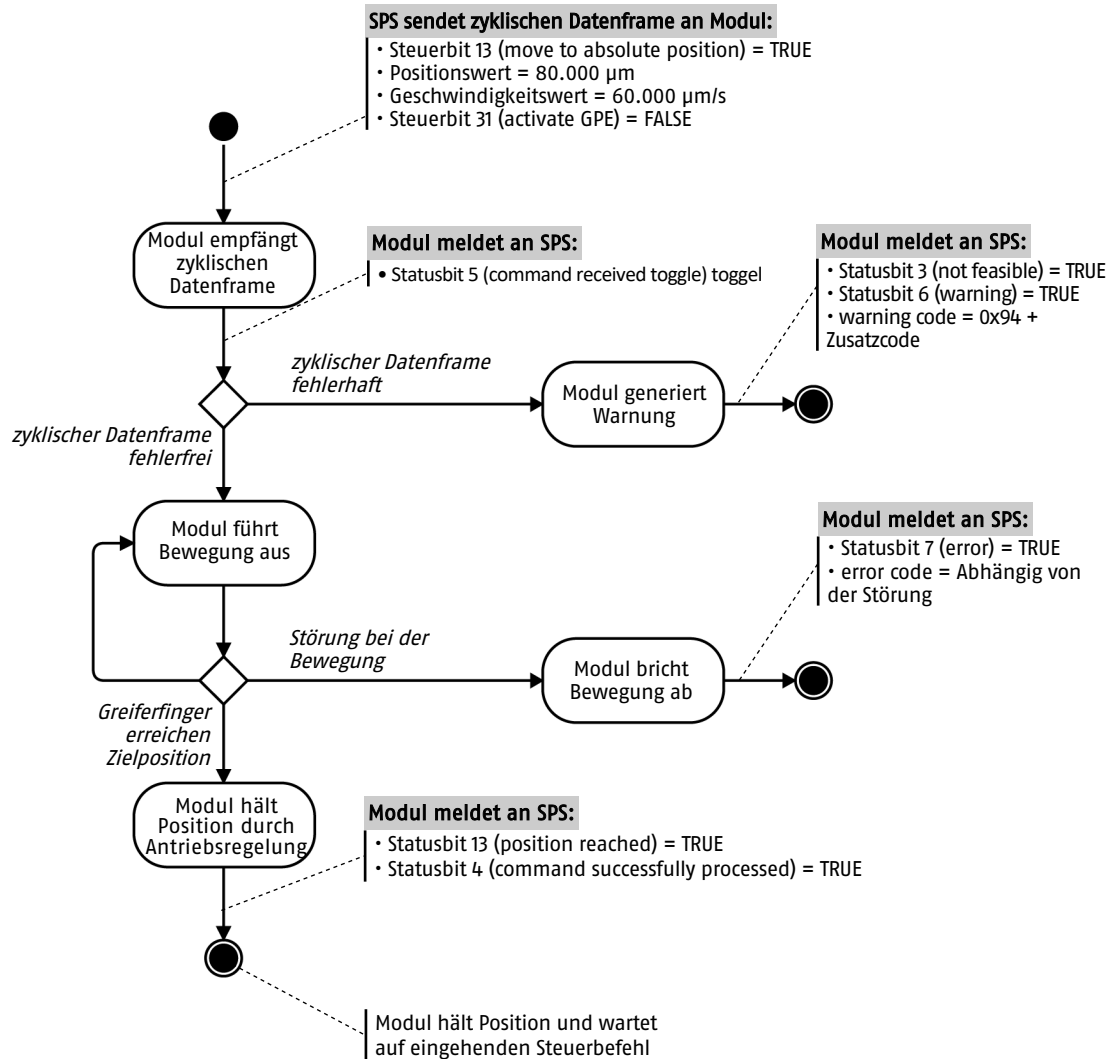 SPS sendet zyklischen Datenframe an Modul:
• Steuerbit 13 (move to absolute position) = TRUE
• Positionswert = 80.000 µm
• Geschwindigkeitswert = 60.000 µm/s
• Steuerbit 31 (activate GPE) = FALSE
Modul empfängt
zyklischen
Datenframe
Modul meldet an SPS:
• Statusbit 5 (command received toggle) toggel
Modul meldet an SPS:
• Statusbit 3 (not feasible) = TRUE
• Statusbit 6 (warning) = TRUE
• warning code = 0x94 +
Zusatzcode
zyklischer Datenframe
fehlerhaft
Modul generiert
Warnung
zyklischer Datenframe
fehlerfrei
Modul führt
Bewegung aus
Modul meldet an SPS:
• Statusbit 7 (error) = TRUE
• error code = Abhängig von
der Störung
Störung bei der
Bewegung
Modul bricht
Bewegung ab
Greiferfinger
erreichen
Zielposition
Modul hält
Position durch
Antriebsregelung
Modul meldet an SPS:
• Statusbit 13 (position reached) = TRUE
• Statusbit 4 (command successfully processed) = TRUE
Modul hält Position und wartet
auf eingehenden Steuerbefehl